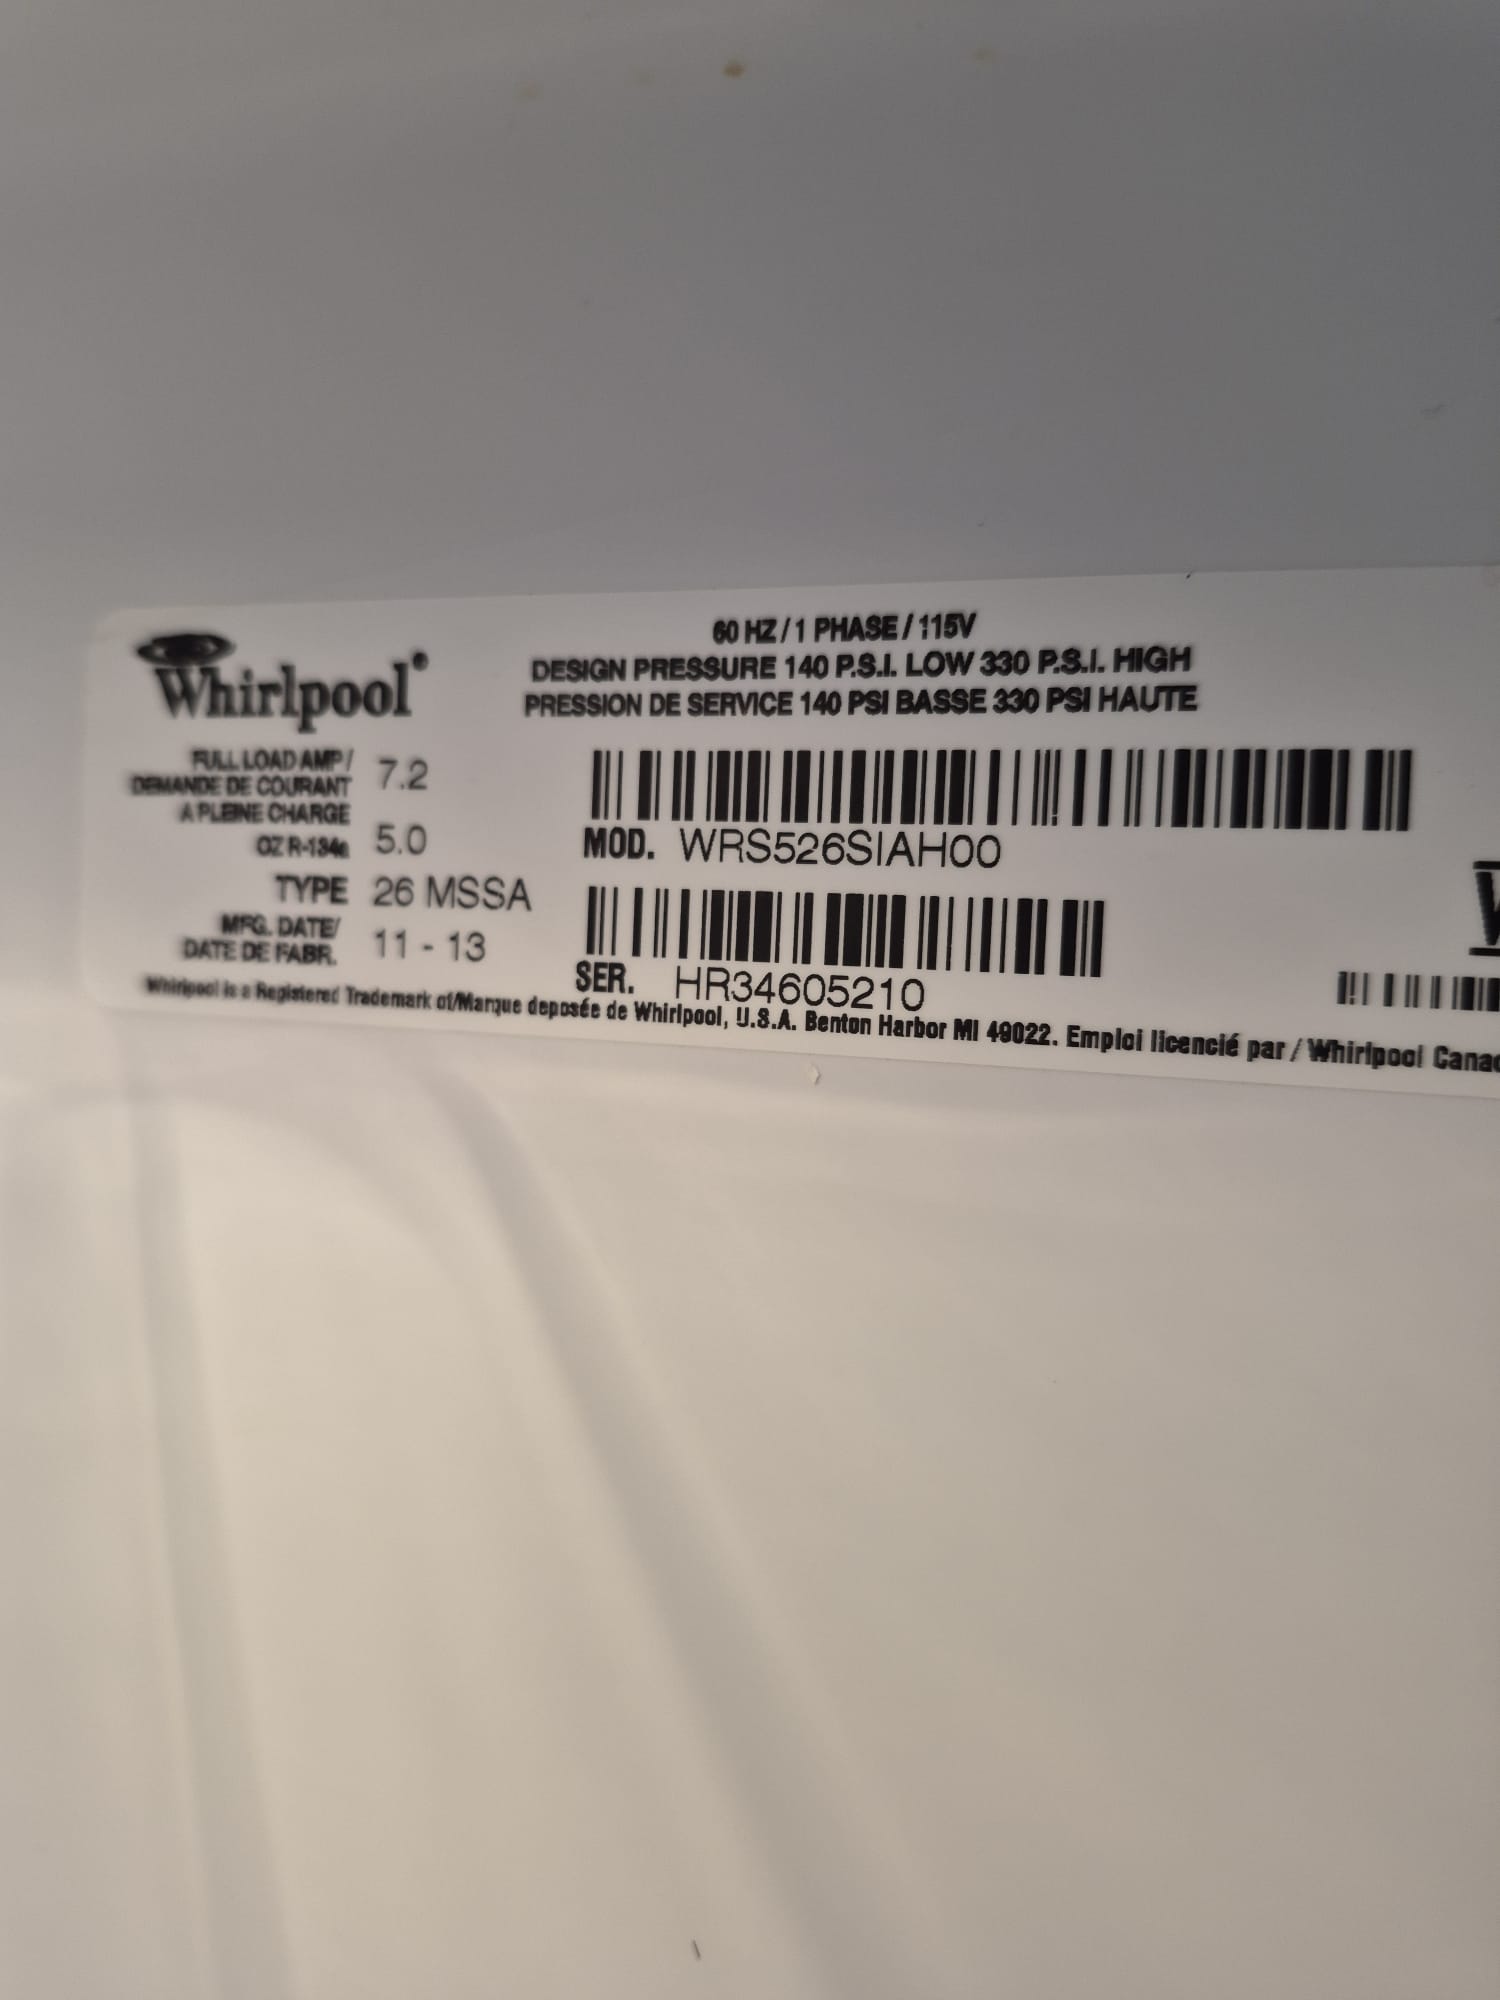 60 HZ / 1 PHASE / 115V
DESIGN PRESSURE 140 P.S.I. LOW 330 P.S.I. HIGH
PRESSION DE SERVICE 140 PSI BASSE 330 PSI HAUTE
Whirlpool®
FULL LOAD AMP / 7.2
DEMANDE DE COURANT
A PLEINE CHARGE
OZ R-134a 5.0
TYPE 26 MSSA
MFG. DATE/
DATE DE FABR. 11 - 13
MOD. WRS526SIAH00
SER. HR34605210
Whirlpool is a Registered Trademark of/Marque deposée de Whirlpool, U.S.A. Benton Harbor MI 49022. Emploi licencié par / Whirlpool